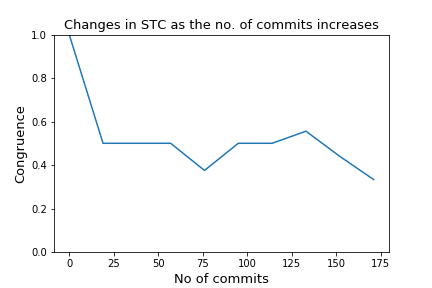 Changes in STC as the no. of commits increases
1.0
0.8
0.6
0.4
0.2
0.0
Congruence
0 25 50 75 100 125 150 175
No of commits